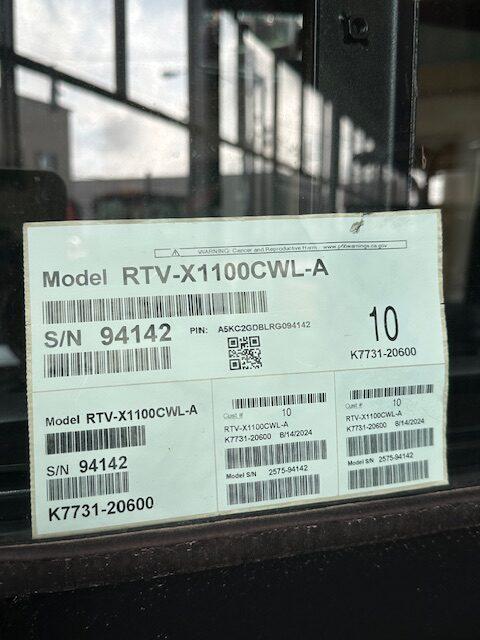 WARNING: Cancer and Reproductive Harm - www.p65warnings.ca.gov
Model RTV-X1100CWL-A
S/N 94142 PIN: A5KC2GDBLRG094142
10
K7731-20600
Model RTV-X1100CWL-A
S/N 94142
K7731-20600
Cust # 10
RTV-X1100CWL-A
K7731-20600 8/14/2024
Model S/N 2575-94142
Cust # 10
RTV-X1100CWL-A
K7731-20600 8/14/2024
Model S/N 2575-94142